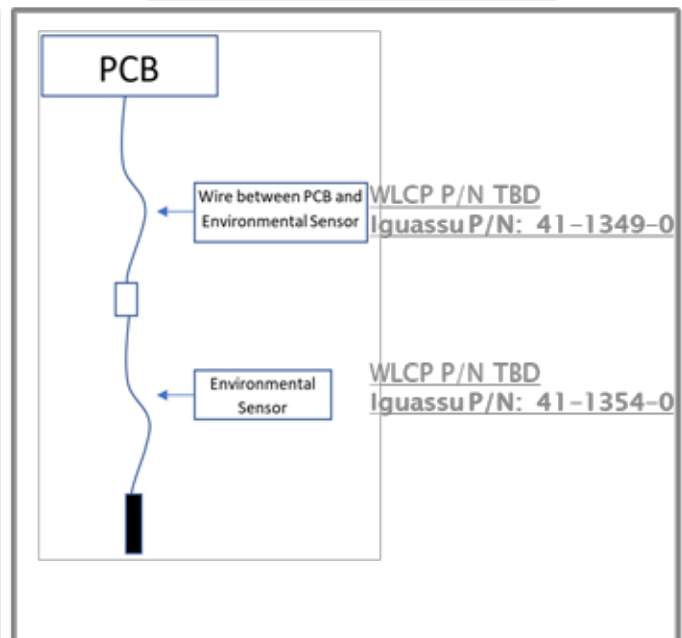 PCB
Wire between PCB and
Environmental Sensor
WLCP P/N TBD
Iguassu P/N: 41-1349-0
Environmental
Sensor
WLCP P/N TBD
Iguassu P/N: 41-1354-0